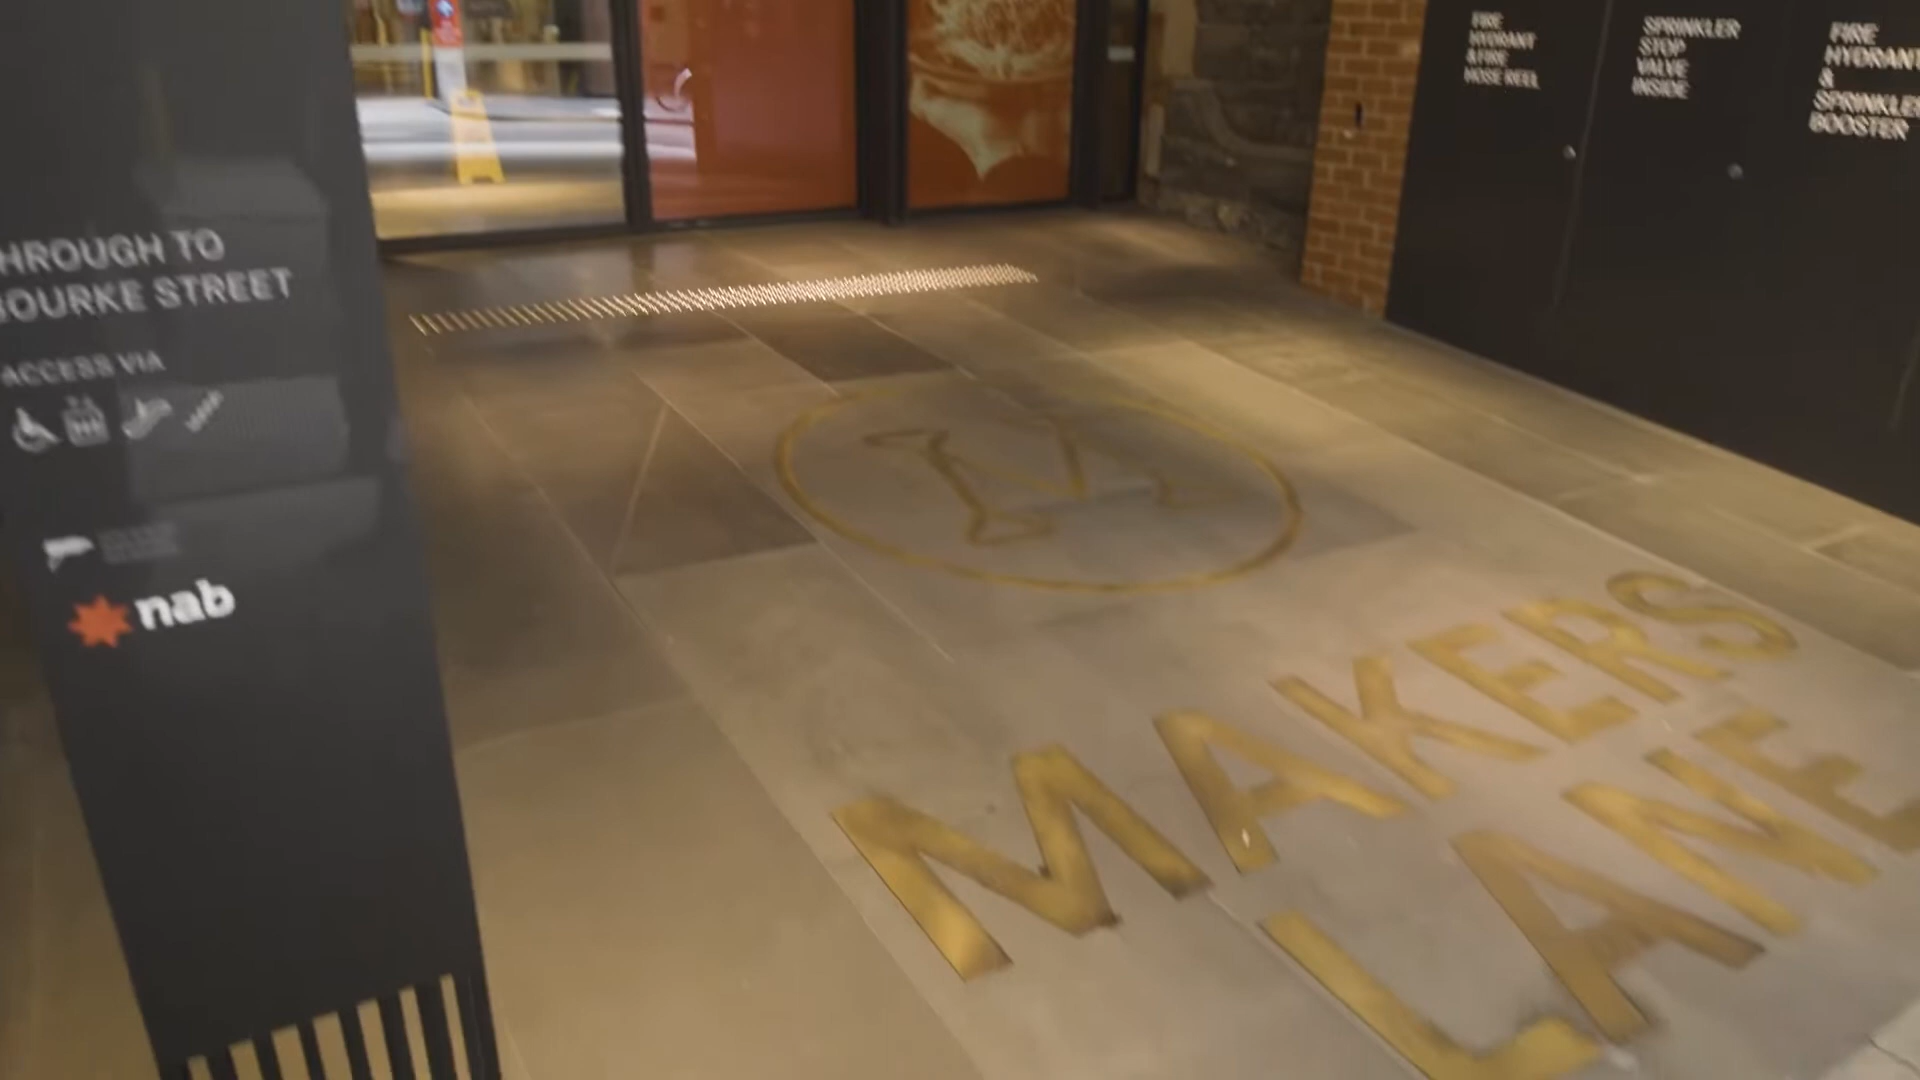 HROUGH TO
BOURKE STREET
ACCESS VIA
nab
FIRE
HYDRANT
& FIRE
HOSE REEL
SPRINKLER
STOP
VALVE
INSIDE
FIRE
HYDRANT
&
SPRINKLER
BOOSTER
M
MAKERS
LANE